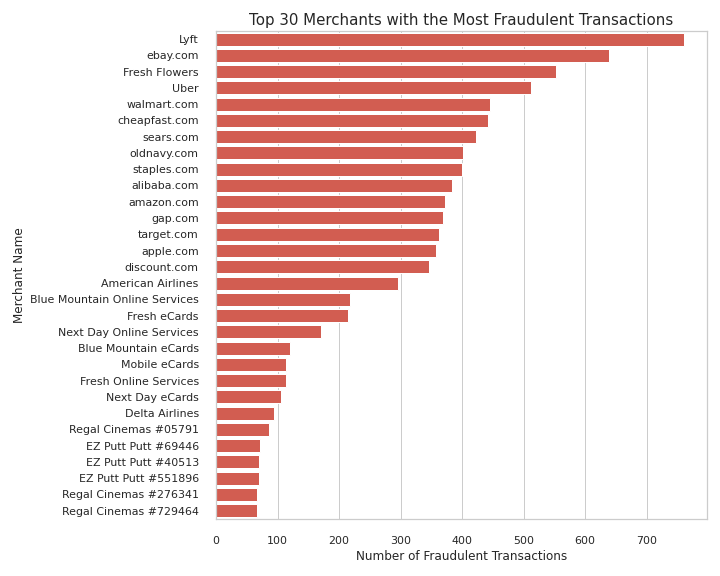 Top 30 Merchants with the Most Fraudulent Transactions
Merchant Name
Lyft
ebay.com
Fresh Flowers
Uber
walmart.com
cheapfast.com
sears.com
oldnavy.com
staples.com
alibaba.com
amazon.com
gap.com
target.com
apple.com
discount.com
American Airlines
Blue Mountain Online Services
Fresh eCards
Next Day Online Services
Blue Mountain eCards
Mobile eCards
Fresh Online Services
Next Day eCards
Delta Airlines
Regal Cinemas #05791
EZ Putt Putt #69446
EZ Putt Putt #40513
EZ Putt Putt #551896
Regal Cinemas #276341
Regal Cinemas #729464
0 100 200 300 400 500 600 700
Number of Fraudulent Transactions